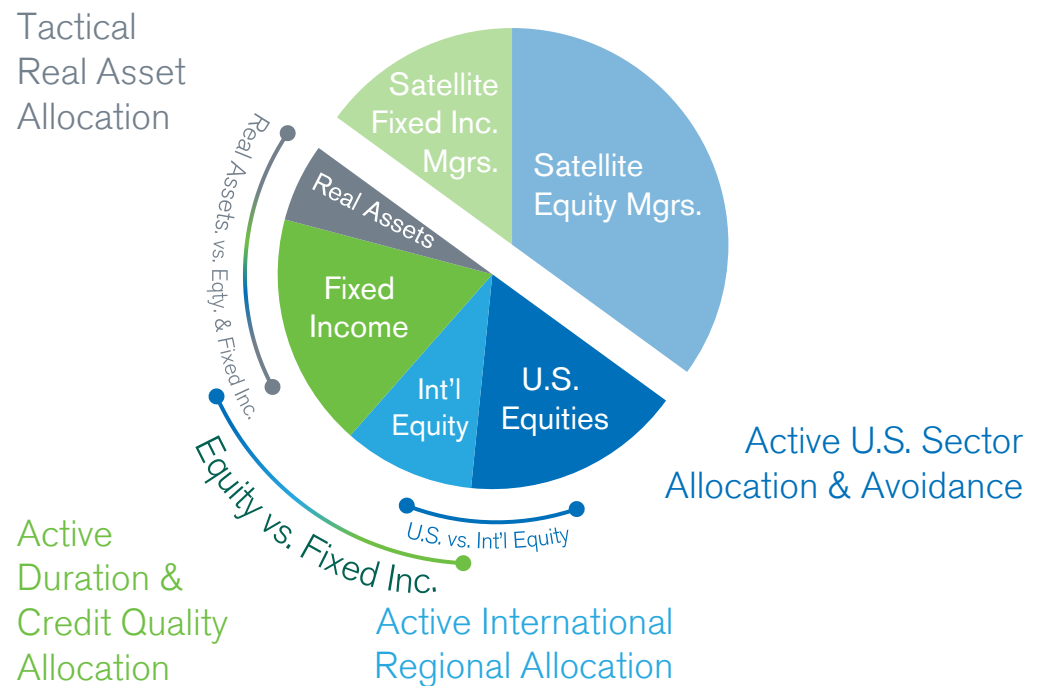 Tactical
Real Asset
Allocation
Satellite
Fixed Inc.
Mgrs.
Satellite
Equity Mgrs.
Real Assets. vs. Eqty. & Fixed Inc.
Real Assets
Fixed
Income
Int'l
Equity
U.S.
Equities
Active U.S. Sector
Allocation & Avoidance
Equity vs. Fixed Inc.
U.S. vs. Int'l Equity
Active
Duration &
Credit Quality
Allocation
Active International
Regional Allocation